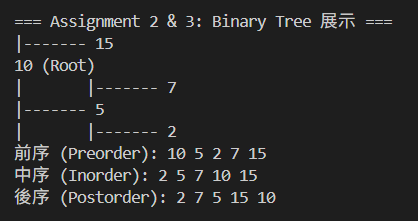 === Assignment 2 & 3: Binary Tree 展示 ===
|------- 15
10 (Root)
|       |------- 7
|------- 5
|       |------- 2
前序 (Preorder): 10 5 2 7 15
中序 (Inorder): 2 5 7 10 15
後序 (Postorder): 2 7 5 15 10